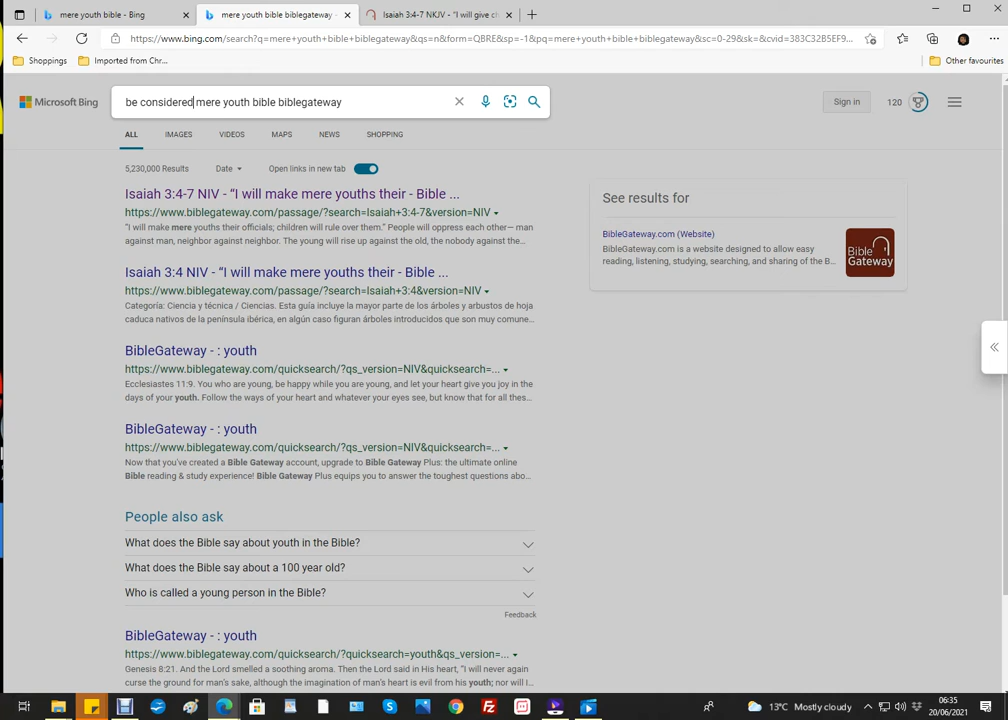 mere youth bible - Bing
mere youth bible biblegateway -
Isaiah 3:4-7 NKJV - "I will give ch
https://www.bing.com/search?q=mere+youth+bible+biblegateway&qs=n&form=QBRE&sp=-1&pq=mere+youth+bible+biblegateway&sc=0-29&sk=&cvid=383C32B5EF9...
Shoppings
Imported from Chr...
Other favourites
Microsoft Bing
be considered mere youth bible biblegateway
Sign in
120
ALL
IMAGES
VIDEOS
MAPS
NEWS
SHOPPING
5,230,000 Results
Date
Open links in new tab
Isaiah 3:4-7 NIV - “I will make mere youths their - Bible ...
https://www.biblegateway.com/passage/?search=Isaiah+3:4-7&version=NIV
“I will make mere youths their officials; children will rule over them.” People will oppress each other— man
against man, neighbor against neighbor. The young will rise up against the old, the nobody against the...
Isaiah 3:4 NIV - “I will make mere youths their - Bible ...
https://www.biblegateway.com/passage/?search=Isaiah+3:4&version=NIV
Categoría: Ciencia y técnica / Ciencias. Esta guía incluye la mayor parte de los árboles y arbustos de hoja
caduca nativos de la península ibérica, en algún caso figuran árboles introducidos que son muy comune...
BibleGateway - : youth
https://www.biblegateway.com/quicksearch/?qs_version=NIV&quicksearch=...
Ecclesiastes 11:9. You who are young, be happy while you are young, and let your heart give you joy in the
days of your youth. Follow the ways of your heart and whatever your eyes see, but know that for all thes...
BibleGateway - : youth
https://www.biblegateway.com/quicksearch/?qs_version=NIV&quicksearch=...
Now that you've created a Bible Gateway account, upgrade to Bible Gateway Plus: the ultimate online
Bible reading & study experience! Bible Gateway Plus equips you to answer the toughest questions abo...
People also ask
What does the Bible say about youth in the Bible?
What does the Bible say about a 100 year old?
Who is called a young person in the Bible?
Feedback
BibleGateway - : youth
https://www.biblegateway.com/quicksearch/?quicksearch=youth&qs_version=...
Genesis 8:21. And the Lord smelled a soothing aroma. Then the Lord said in His heart, “I will never again
curse the ground for man's sake, although the imagination of man's heart is evil from his youth; nor will I...
See results for
BibleGateway.com (Website)
BibleGateway.com is a website designed to allow easy
reading, listening, studying, searching, and sharing of the B...
Bible
Gateway
13°C Mostly cloudy
06:35
20/06/2021